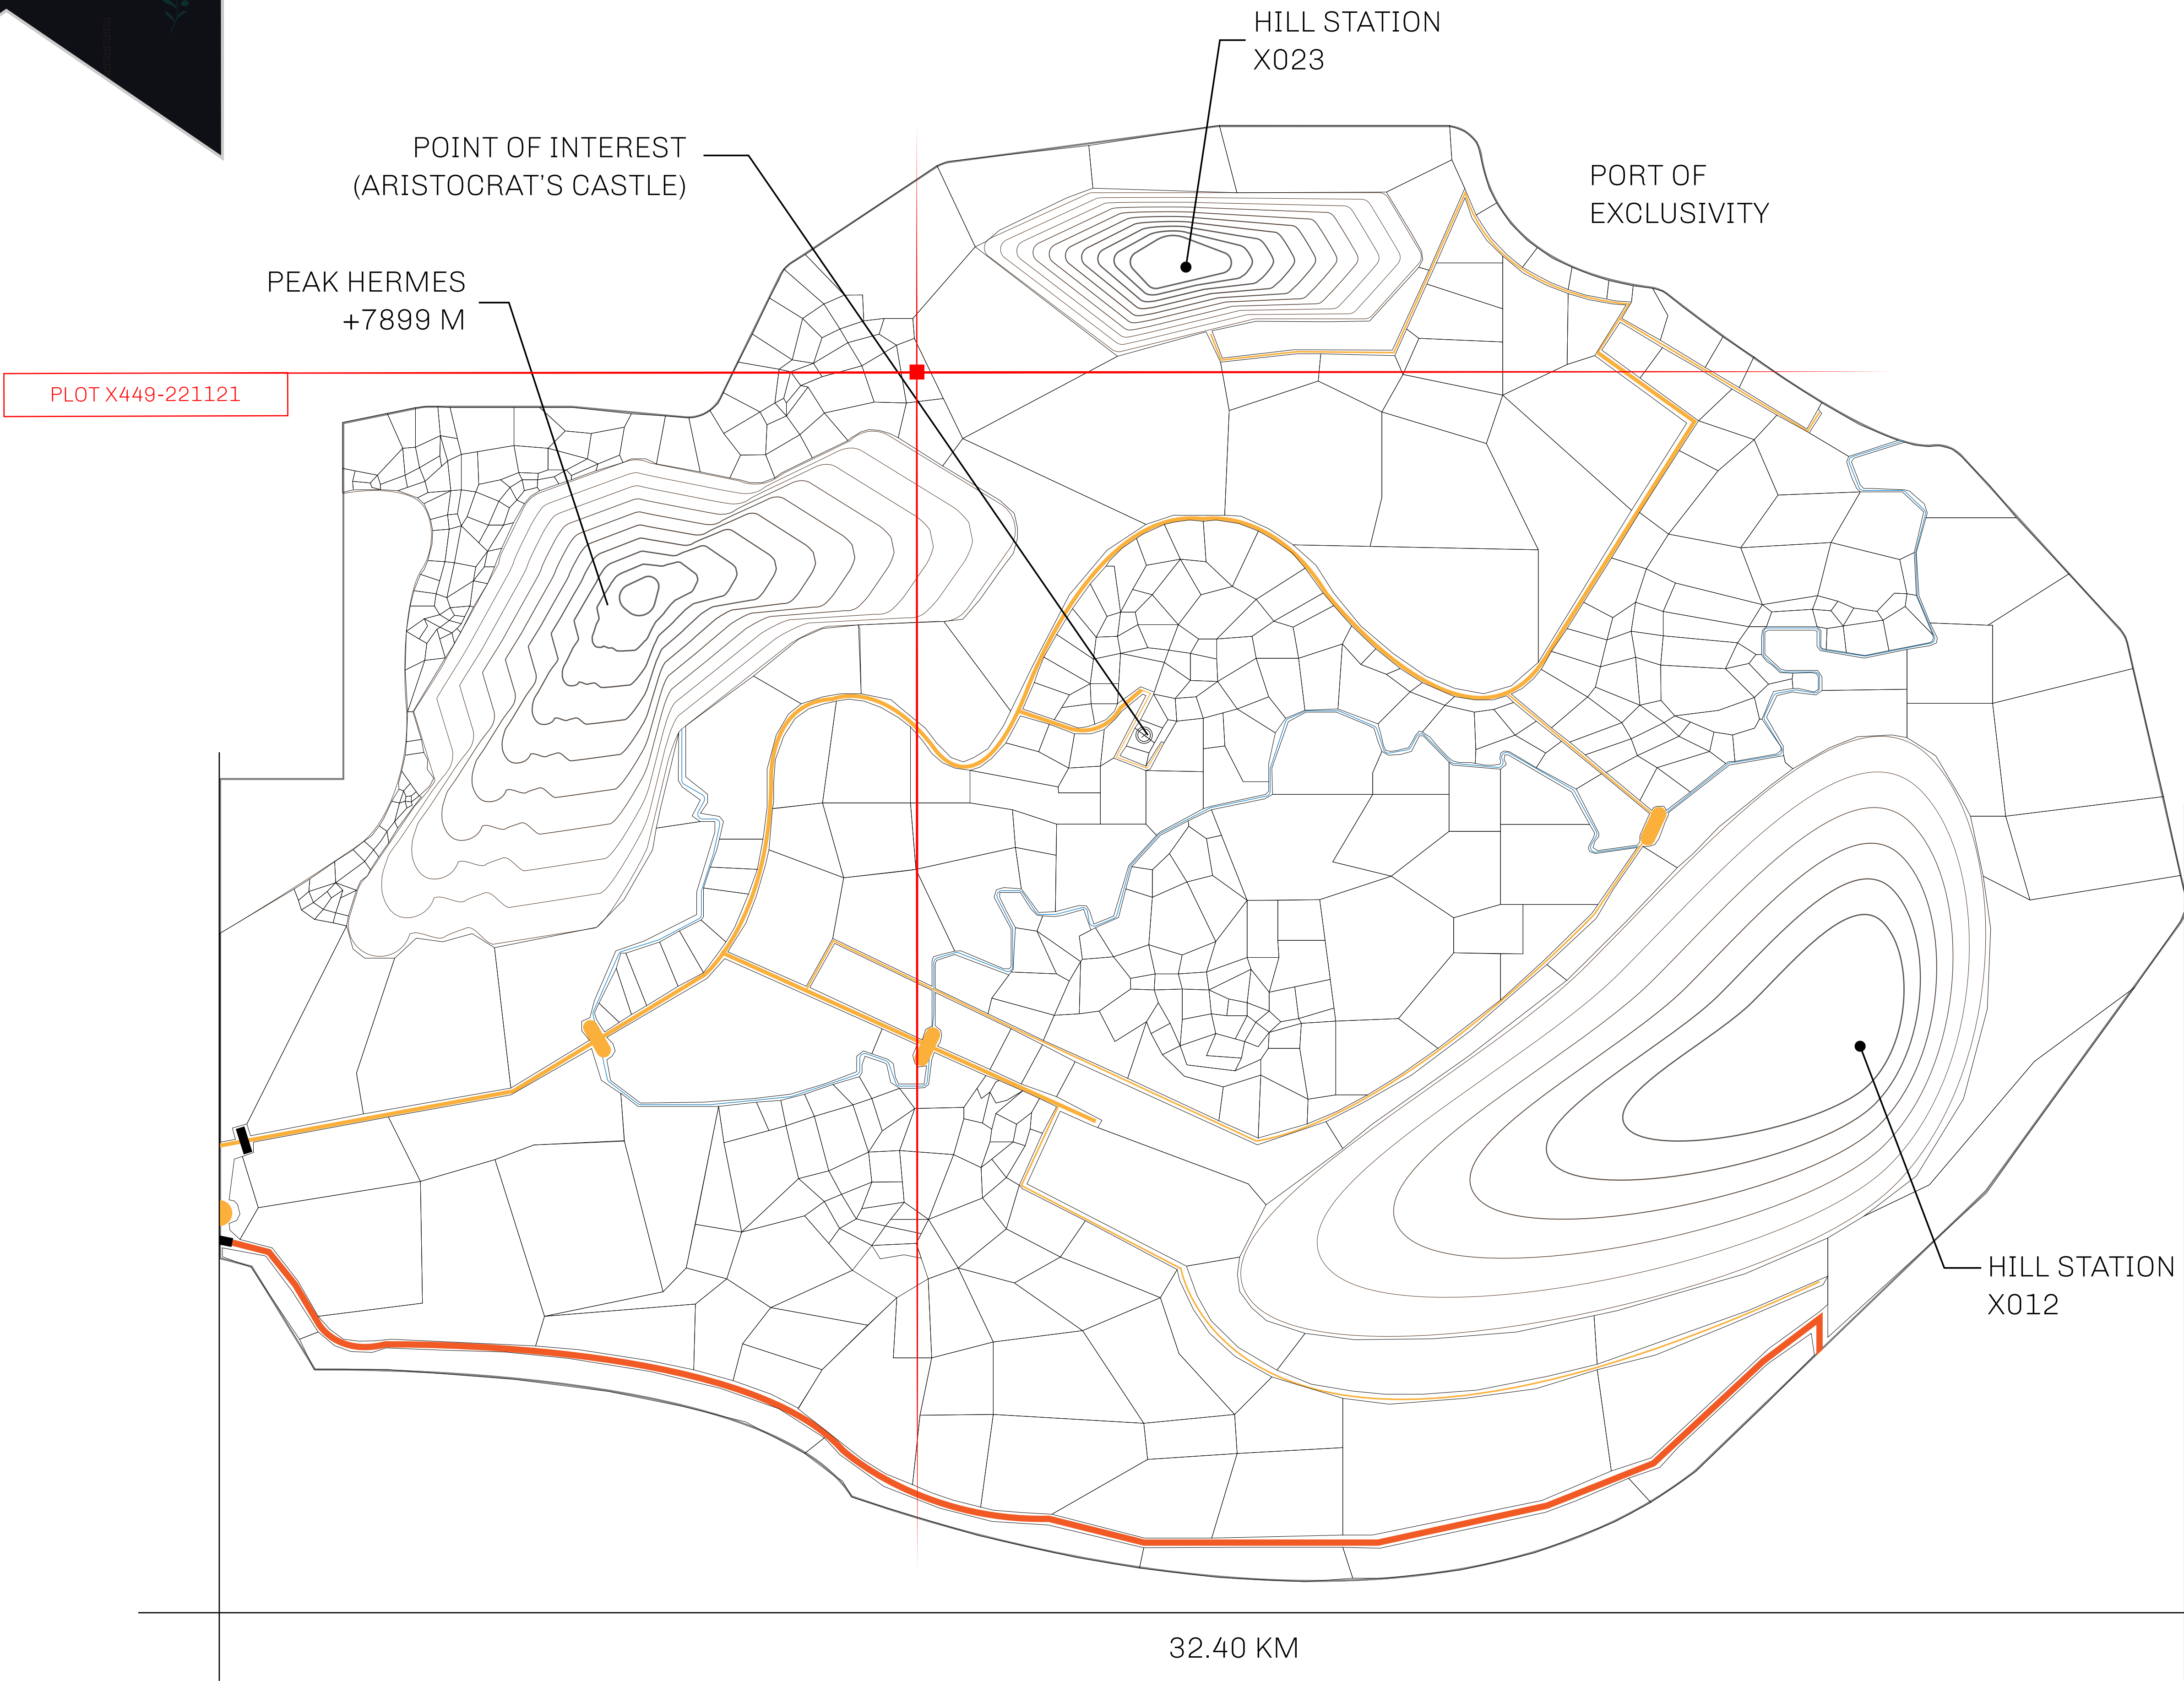 HILL STATION
X023
POINT OF INTEREST
(ARISTOCRAT'S CASTLE)
PORT OF
EXCLUSIVITY
PEAK HERMES
+7899 M
PLOT X449-221121
HILL STATION
X012
32.40 KM